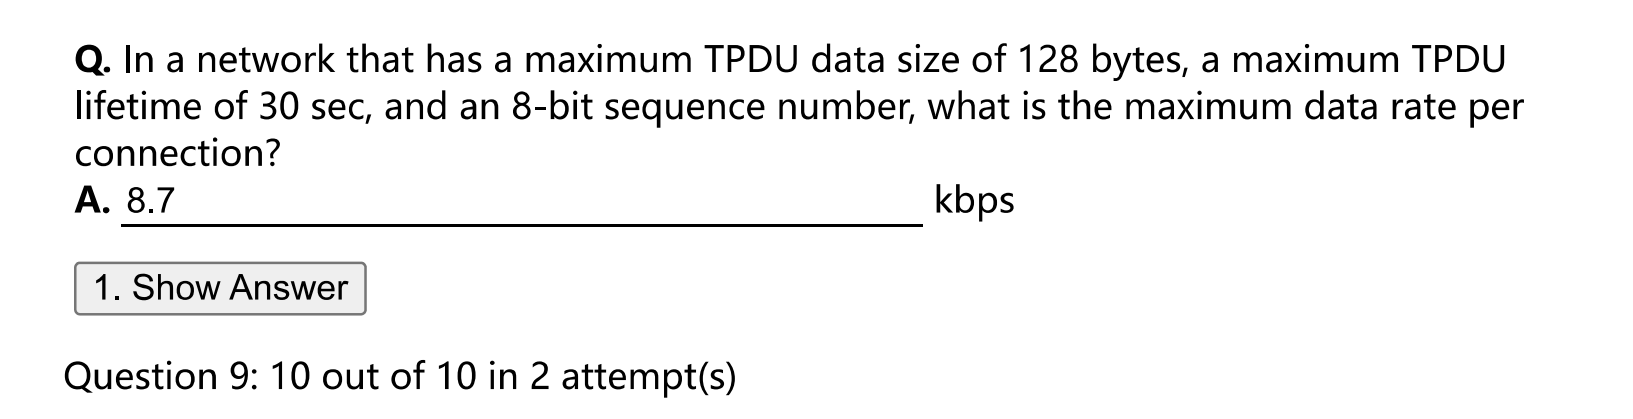 Q. In a network that has a maximum TPDU data size of 128 bytes, a maximum TPDU
lifetime of 30 sec, and an 8-bit sequence number, what is the maximum data rate per
connection?
A. 8.7 kbps
1. Show Answer
Question 9: 10 out of 10 in 2 attempt(s)